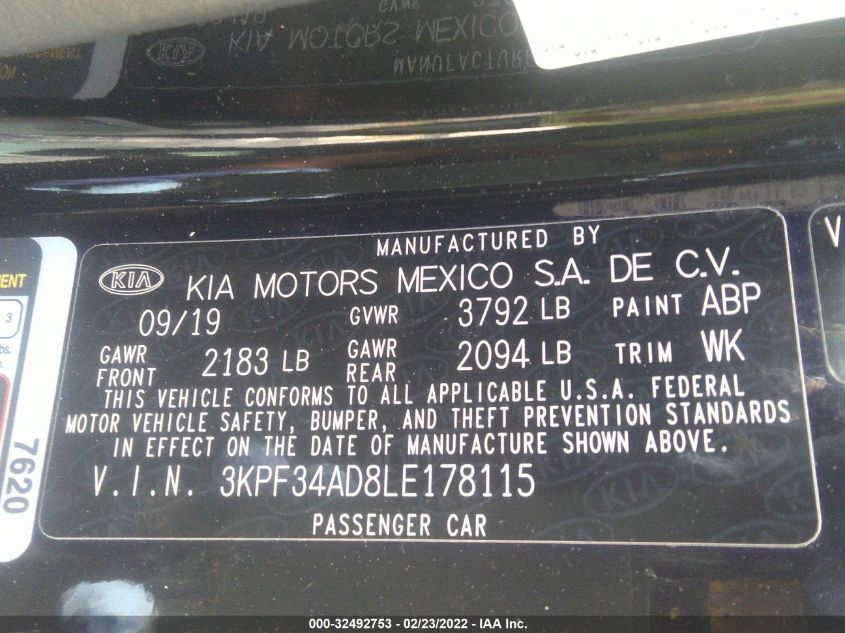 MANUFACTURED BY
KIA KIA MOTORS MEXICO S.A. DE C.V.
09/19 GVWR 3792 LB PAINT ABP
GAWR FRONT 2183 LB GAWR REAR 2094 LB TRIM WK
THIS VEHICLE CONFORMS TO ALL APPLICABLE U.S.A. FEDERAL
MOTOR VEHICLE SAFETY, BUMPER, AND THEFT PREVENTION STANDARDS
IN EFFECT ON THE DATE OF MANUFACTURE SHOWN ABOVE.
V.I.N. 3KPF34AD8LE178115
PASSENGER CAR
7620
000-32492753 - 02/23/2022 - IAA Inc.